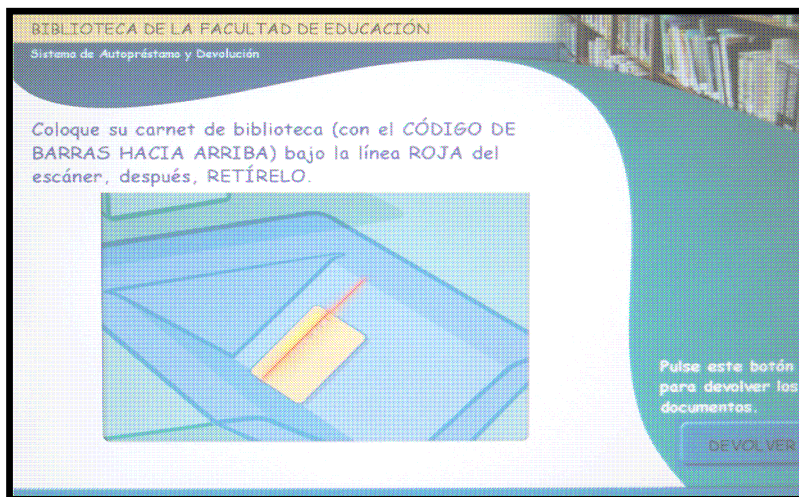 BIBLIOTECA DE LA FACULTAD DE EDUCACIÓN
Sistema de Autopréstamo y Devolución
Coloque su carnet de biblioteca (con el CÓDIGO DE
BARRAS HACIA ARRIBA) bajo la línea ROJA del
escáner, después, RETÍRELO.
Pulse este botón
para devolver los
documentos.
DEVOLVER